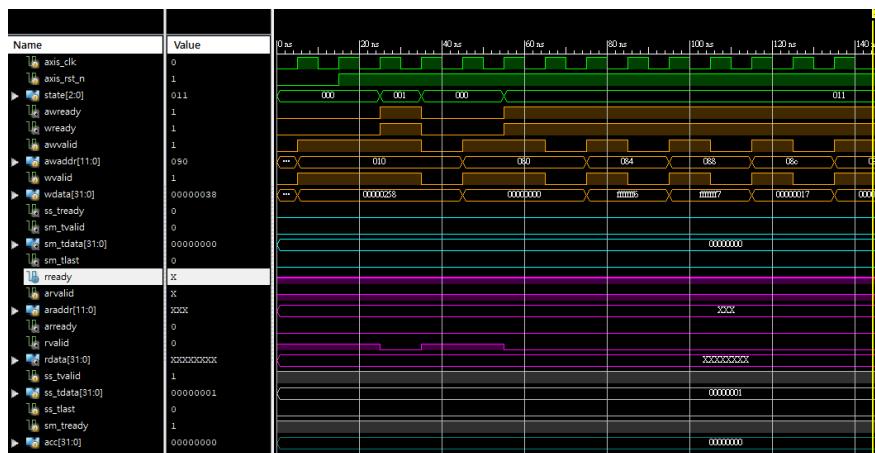 Name Value 0 ns 20 ns 40 ns 60 ns 80 ns 100 ns 120 ns 140
axis_clk 0
axis_rst_n 1
state[2:0] 011 000 001 000 011
awready 1
wready 1
awvalid 1
awaddr[11:0] 090 ••• 010 080 084 088 08c
wvalid 1
wdata[31:0] 00000038 ••• 00000258 00000000 fffffff6 fffffff7 00000017
ss_tready 0
sm_tvalid 0
sm_tdata[31:0] 00000000 00000000
sm_tlast 0
rready X
arvalid X
araddr[11:0] XXX XXX
arready 0
rvalid 0
rdata[31:0] XXXXXXXX XXXXXXXX
ss_tvalid 1
ss_tdata[31:0] 00000001 00000001
ss_tlast 0
sm_tready 1
acc[31:0] 00000000 00000000